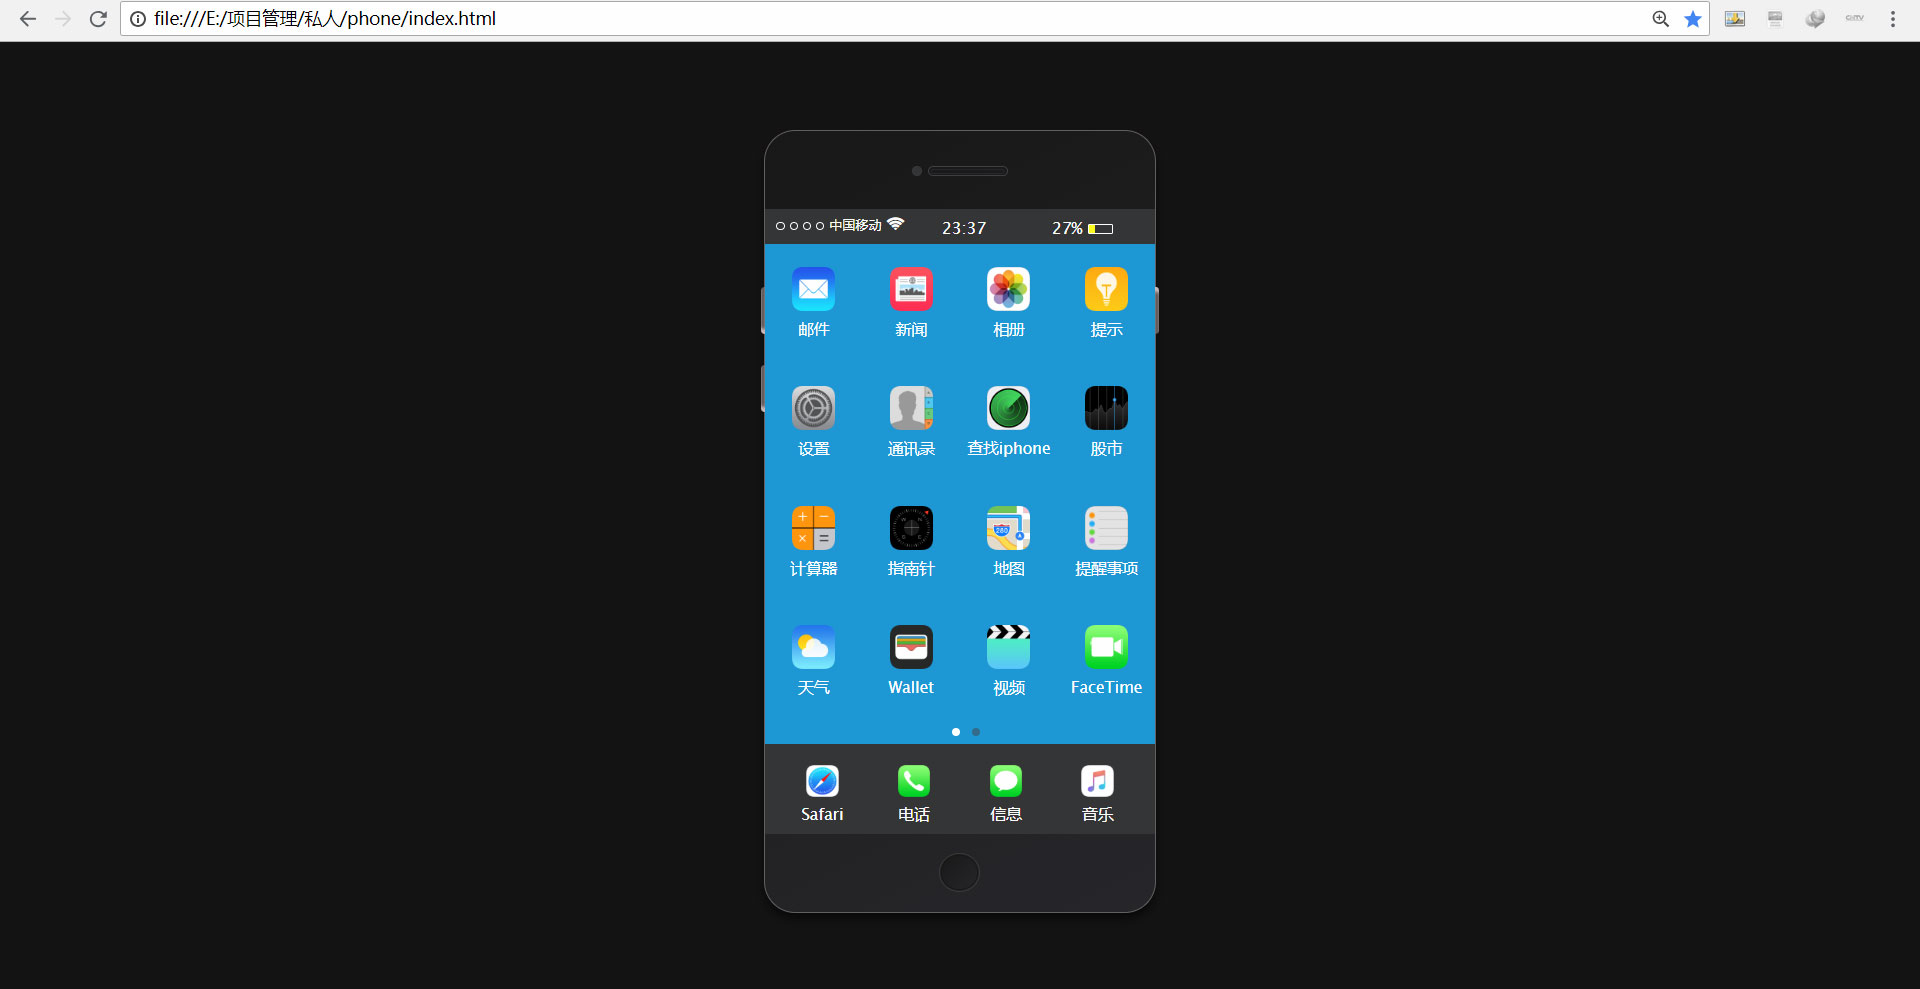 file:///E:/项目管理/私人/phone/index.html
中国移动 23:37 27%
邮件 新闻 相册 提示
设置 通讯录 查找iphone 股市
计算器 指南针 地图 提醒事项
天气 Wallet 视频 FaceTime
Safari 电话 信息 音乐